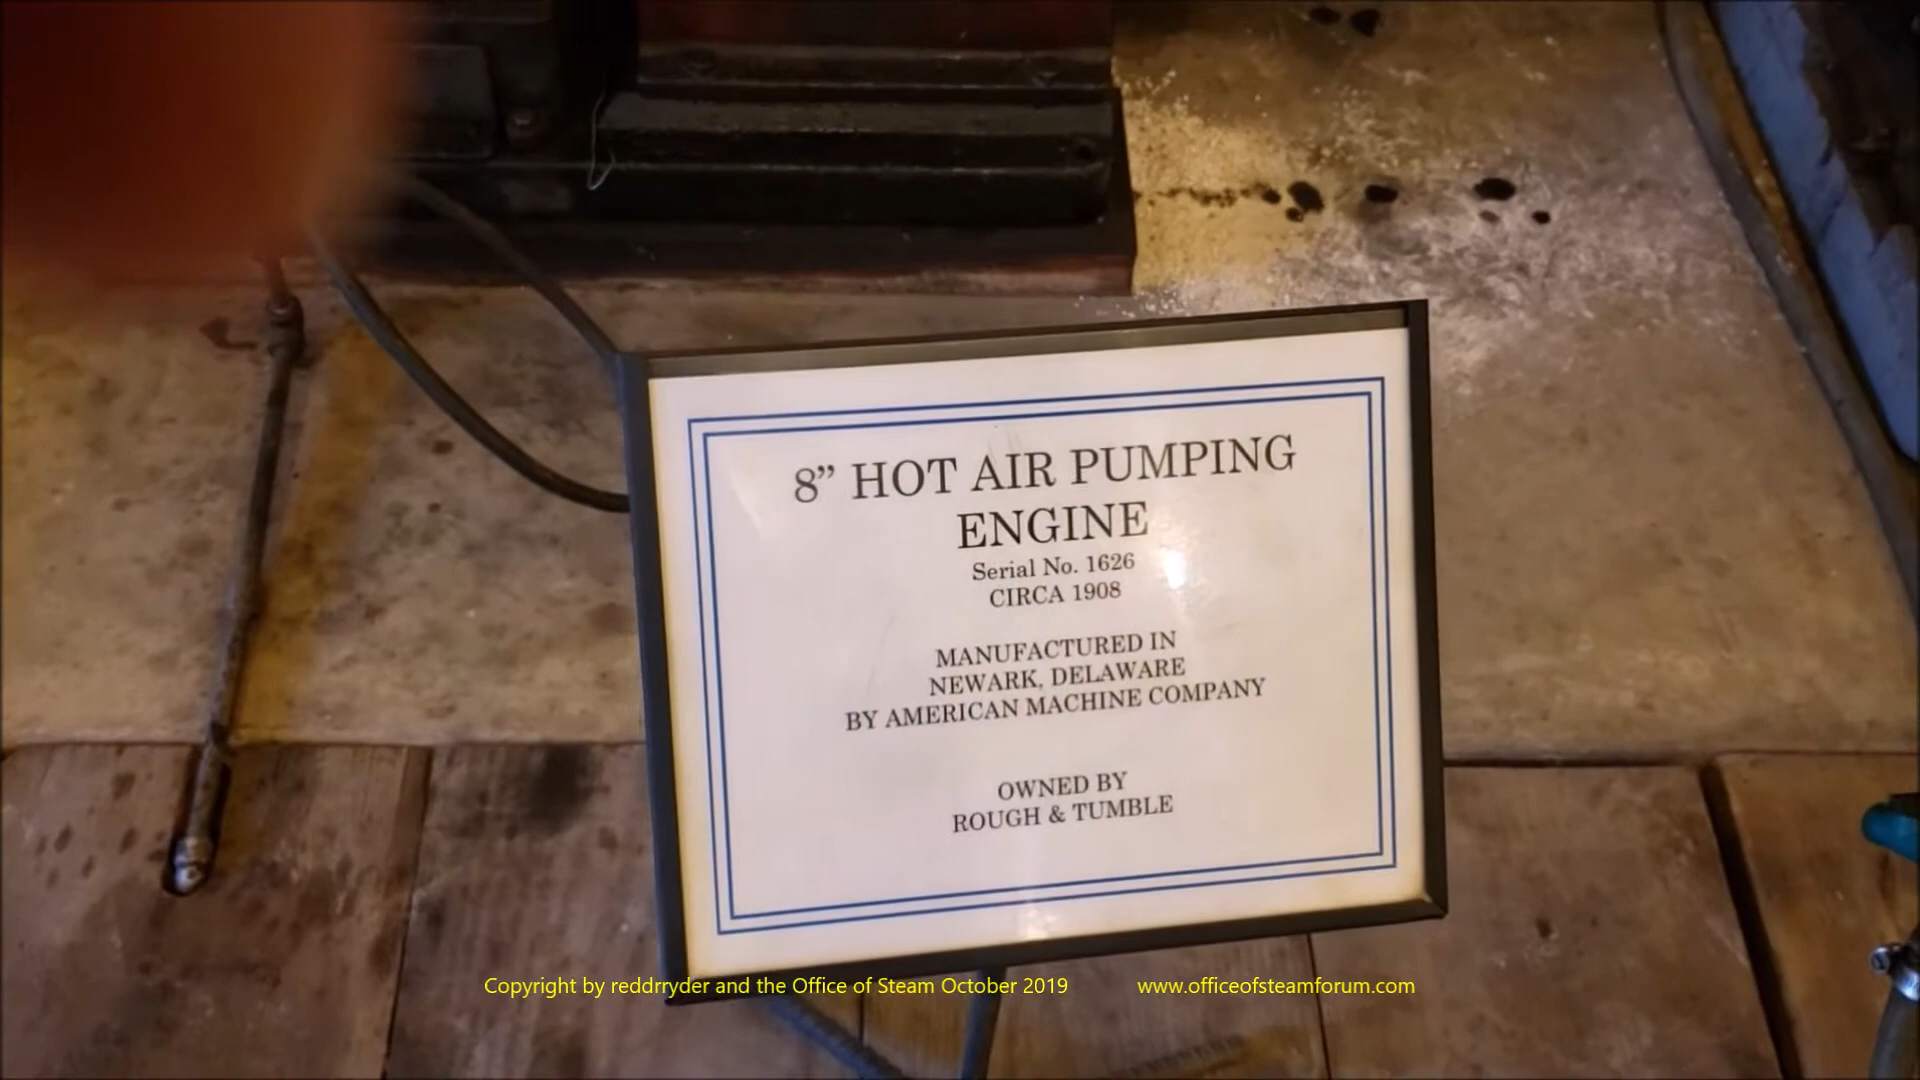 8” HOT AIR PUMPING
ENGINE
Serial No. 1626
CIRCA 1908
MANUFACTURED IN
NEWARK, DELAWARE
BY AMERICAN MACHINE COMPANY
OWNED BY
ROUGH & TUMBLE
Copyright by reddrryder and the Office of Steam October 2019 www.officeofsteamforum.com